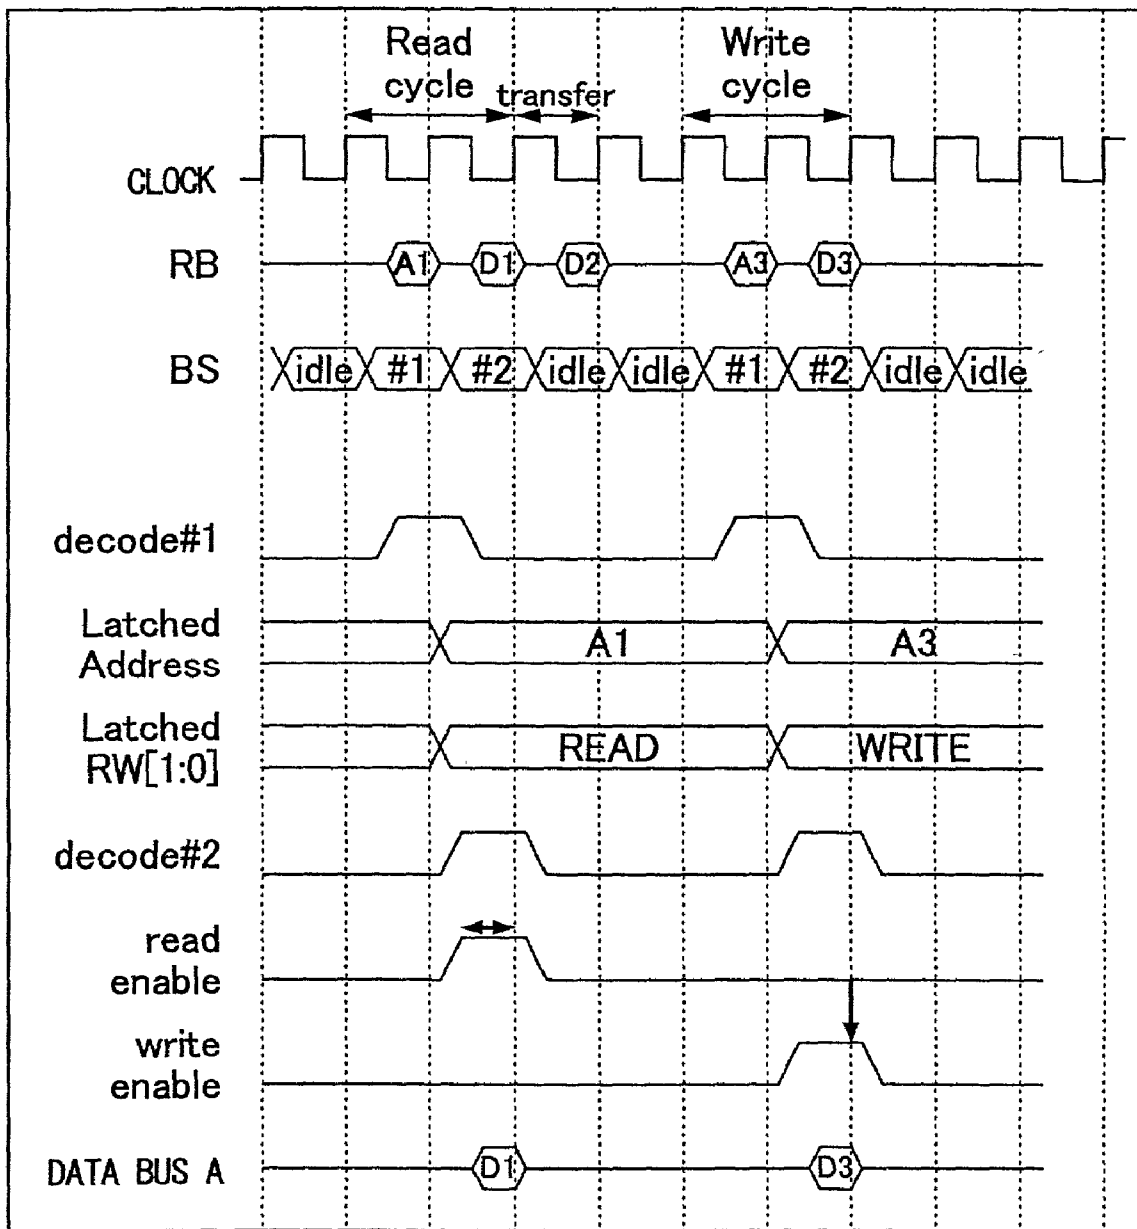 Read
cycle
transfer
Write
cycle
CLOCK
RB A1 D1 D2 A3 D3
BS idle #1 #2 idle idle #1 #2 idle idle
decode#1
Latched
Address A1 A3
Latched
RW[1:0] READ WRITE
decode#2
read
enable
write
enable
DATA BUS A D1 D3